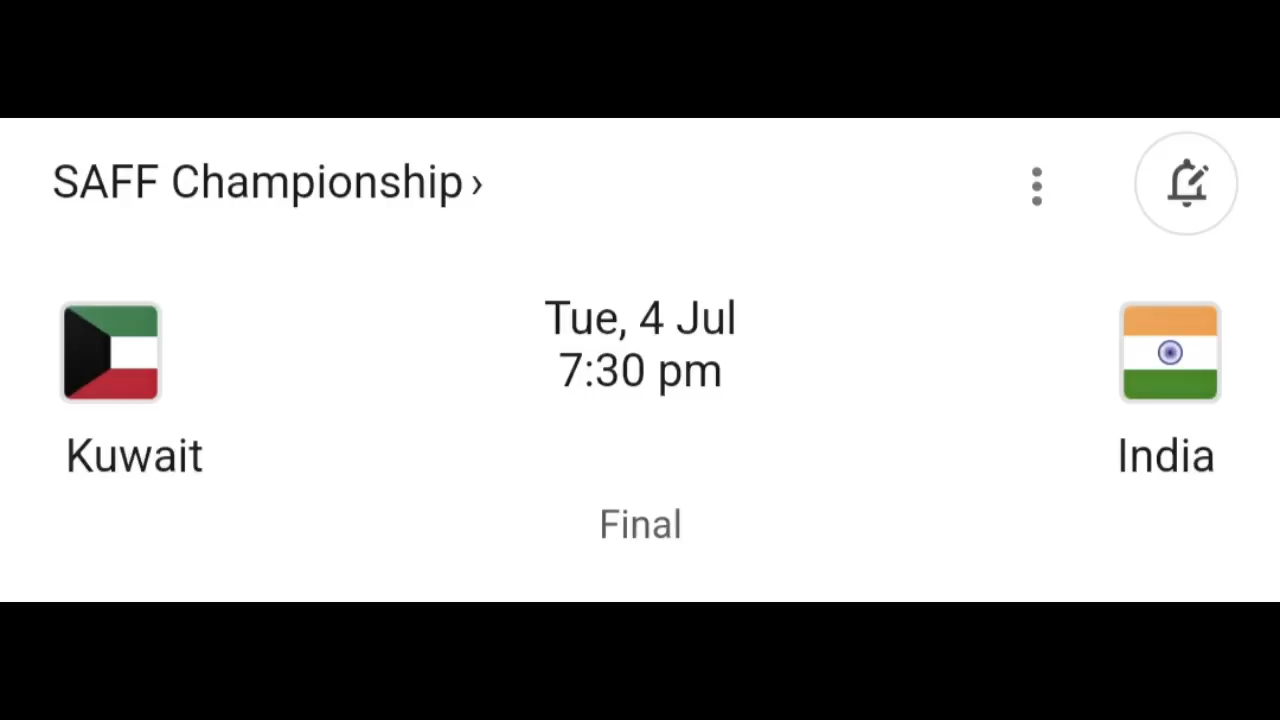 SAFF Championship ›
Tue, 4 Jul
7:30 pm
Kuwait
India
Final